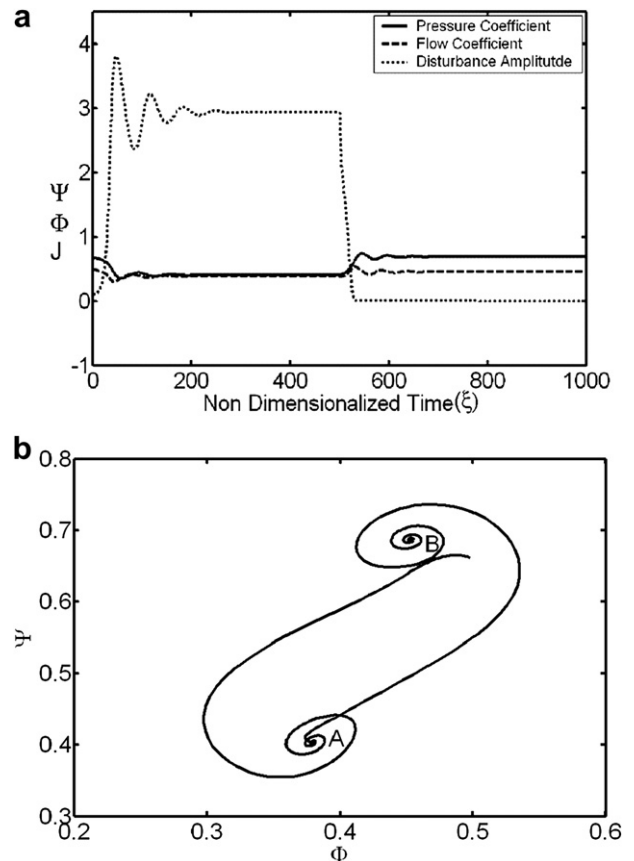 a
Pressure Coefficient
Flow Coefficient
Disturbance Amplitutde
4
3
2
1
0
-1
Ψ
Φ
J
0 200 400 600 800 1000
Non Dimensionalized Time(ξ)
b
0.8
0.7
0.6
0.5
0.4
0.3
Ψ
B
A
0.2 0.3 0.4 0.5 0.6
Φ